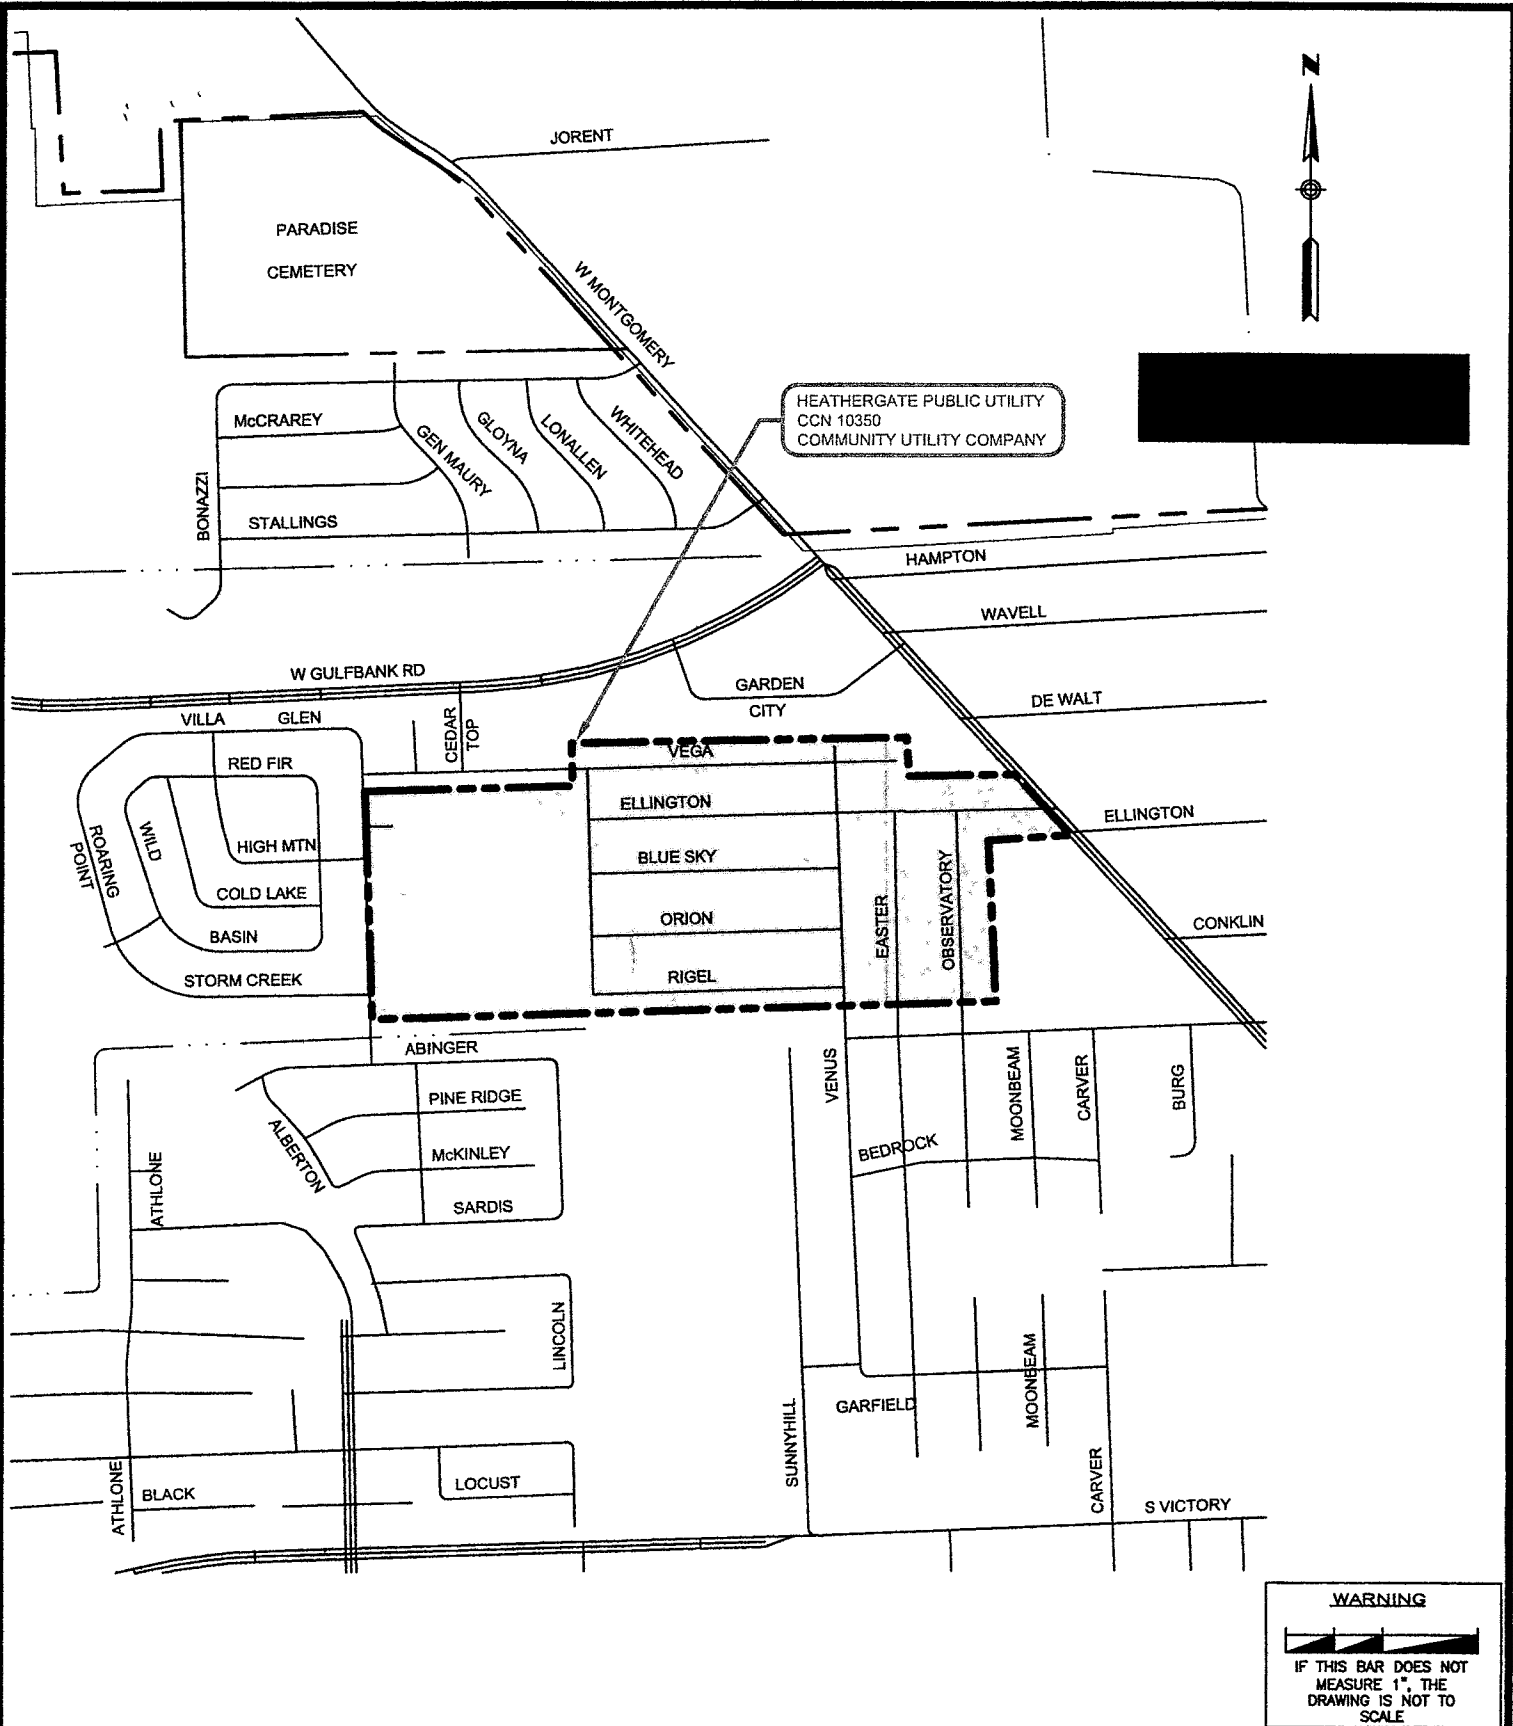 N
JORENT
PARADISE
CEMETERY
W MONTGOMERY
HEATHERGATE PUBLIC UTILITY
CCN 10350
COMMUNITY UTILITY COMPANY
McCRAREY
GEN MAURY
GLOYNA
LONALLEN
WHITEHEAD
BONAZZI
STALLINGS
HAMPTON
WAVELL
W GULFBANK RD
GARDEN
CITY
DE WALT
VILLA GLEN
CEDAR
TOP
VEGA
RED FIR
ELLINGTON
ELLINGTON
ROARING
POINT
WILD
HIGH MTN
BLUE SKY
COLD LAKE
EASTER
OBSERVATORY
ORION
CONKLIN
BASIN
STORM CREEK
RIGEL
ABINGER
VENUS
MOONBEAM
CARVER
BURG
PINE RIDGE
ALBERTON
McKINLEY
BEDROCK
ATHLONE
SARDIS
LINCOLN
MOONBEAM
SUNNYHILL
GARFIELD
ATHLONE
BLACK
LOCUST
CARVER
S VICTORY
WARNING
IF THIS BAR DOES NOT
MEASURE 1", THE
DRAWING IS NOT TO
SCALE